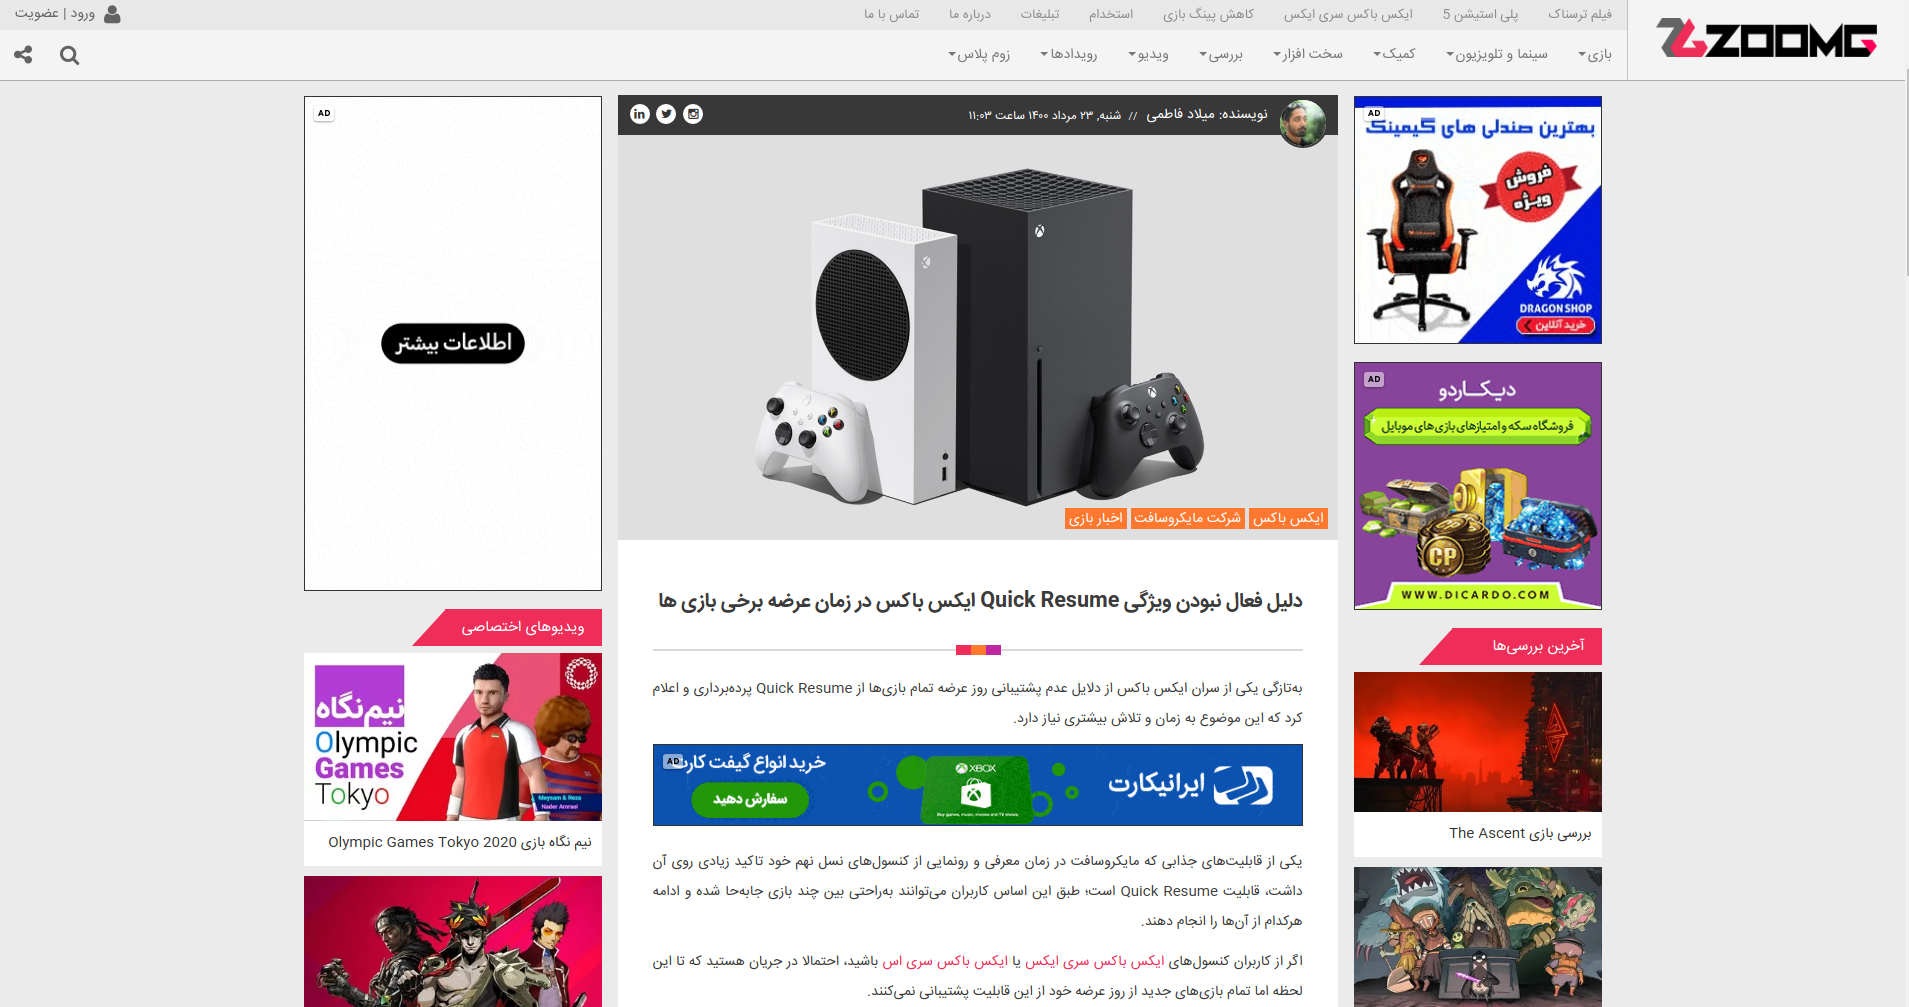 فیلم ترسناک
پلی استیشن 5
ایکس باکس سری ایکس
کاهش پینگ بازی
استخدام
تبلیغات
درباره ما
تماس با ما
ورود | عضویت
ZOOMG
بازی
سینما و تلویزیون
کمیک
سخت افزار
بررسی
ویدیو
رویدادها
زوم پلاس
AD
بهترین صندلی های گیمینگ
فروش
ویژه
DRAGON SHOP
خرید آنلاین
AD
دیکاردو
فروشگاه سکه و امتیازهای بازی‌های موبایل
CP
WWW.DICARDO.COM
آخرین بررسی‌ها
بررسی بازی The Ascent
نویسنده: میلاد فاطمی // شنبه, ۲۳ مرداد ۱۴۰۰ ساعت ۱۱:۰۳
ایکس باکس
شرکت مایکروسافت
اخبار بازی
دلیل فعال نبودن ویژگی Quick Resume ایکس باکس در زمان عرضه برخی بازی ها
به‌تازگی یکی از سران ایکس باکس از دلایل عدم پشتیبانی روز عرضه تمام بازی‌ها از Quick Resume پرده‌برداری و اعلام
کرد که این موضوع به زمان و تلاش بیشتری نیاز دارد.
AD
خرید انواع گیفت کارت
سفارش دهید
XBOX
Buy games, music, movies and TV shows.
ایرانیکارت
یکی از قابلیت‌های جذابی که مایکروسافت در زمان معرفی و رونمایی از کنسول‌های نسل نهم خود تاکید زیادی روی آن
داشت، قابلیت Quick Resume است؛ طبق این اساس کاربران می‌توانند به‌راحتی بین چند بازی جابه‌حا شده و ادامه
هرکدام از آن‌ها را انجام دهند.
اگر از کاربران کنسول‌های ایکس باکس سری ایکس یا ایکس باکس سری اس باشید، احتمالا در جریان هستید که تا این
لحظه اما تمام بازی‌های جدید از روز عرضه خود از این قابلیت پشتیبانی نمی‌کنند.
AD
اطلاعات بیشتر
ویدیوهای اختصاصی
نیم‌نگاه
Olympic
Games
Tokyo
Meysam & Reza
Nader Amraei
نیم نگاه بازی Olympic Games Tokyo 2020